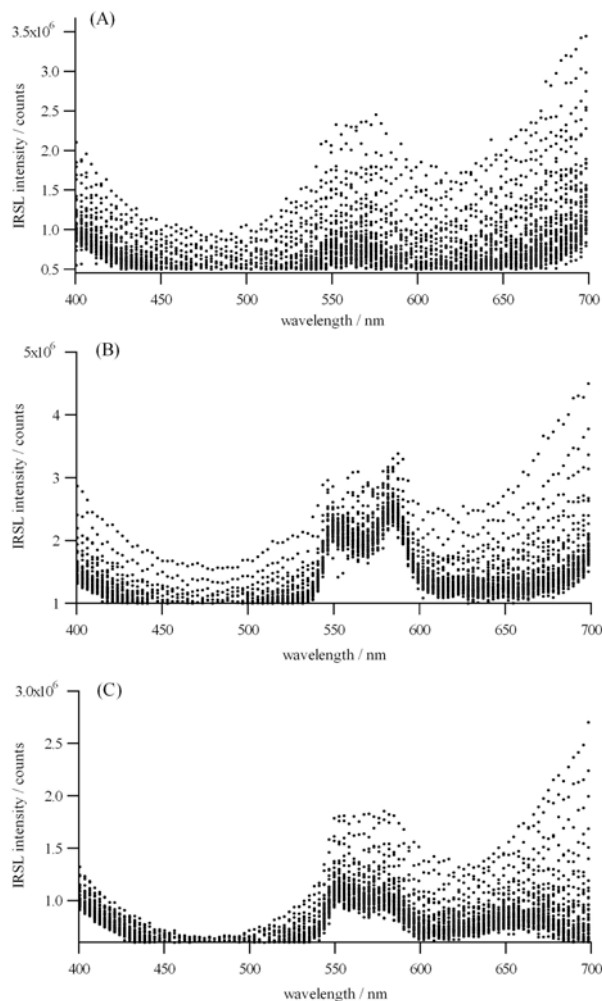 (A)
3.5x10⁶
3.0
2.5
2.0
1.5
1.0
0.5
IRSL intensity / counts
400 450 500 550 600 650 700
wavelength / nm
(B)
5x10⁶
4
3
2
1
IRSL intensity / counts
400 450 500 550 600 650 700
wavelength / nm
(C)
3.0x10⁶
2.5
2.0
1.5
1.0
IRSL intensity / counts
400 450 500 550 600 650 700
wavelength / nm